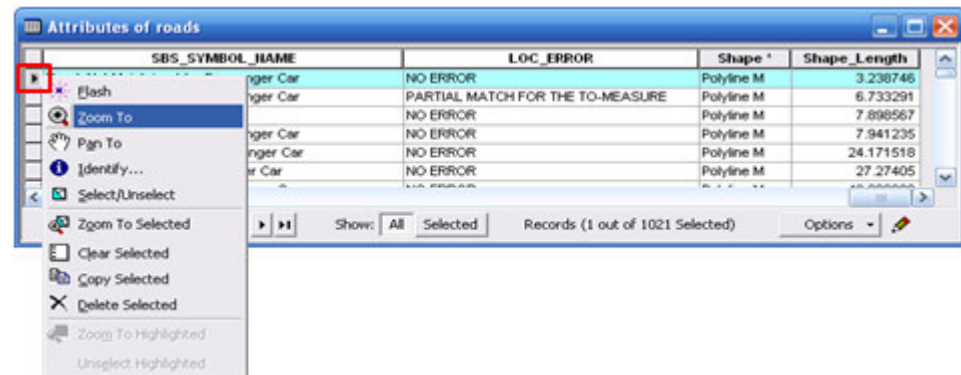 Attributes of roads
SBS_SYMBOL_NAME LOC_ERROR Shape * Shape_Length
NO ERROR Polyline M 3.238746
nger Car PARTIAL MATCH FOR THE TO-MEASURE Polyline M 6.733291
NO ERROR Polyline M 7.898567
nger Car NO ERROR Polyline M 7.941235
nger Car NO ERROR Polyline M 24.171518
er Car NO ERROR Polyline M 27.27405
Flash
Zoom To
Pan To
Identify...
Select/Unselect
Zoom To Selected
Clear Selected
Copy Selected
Delete Selected
Zoom To Highlighted
Unselect Highlighted
Show: All Selected Records (1 out of 1021 Selected) Options